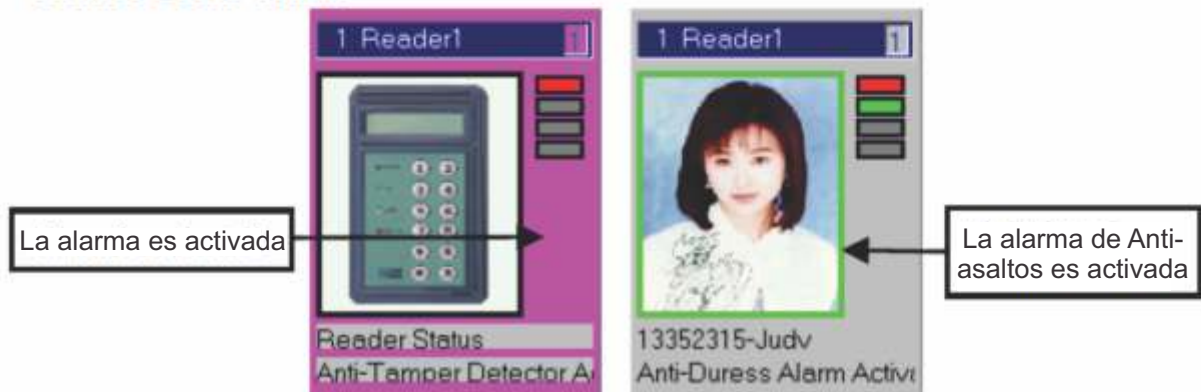 1 Reader1 1
1 Reader1 1
La alarma es activada
La alarma de Anti-
asaltos es activada
Reader Status
Anti-Tamper Detector A
13352315-Judy
Anti-Duress Alarm Activ